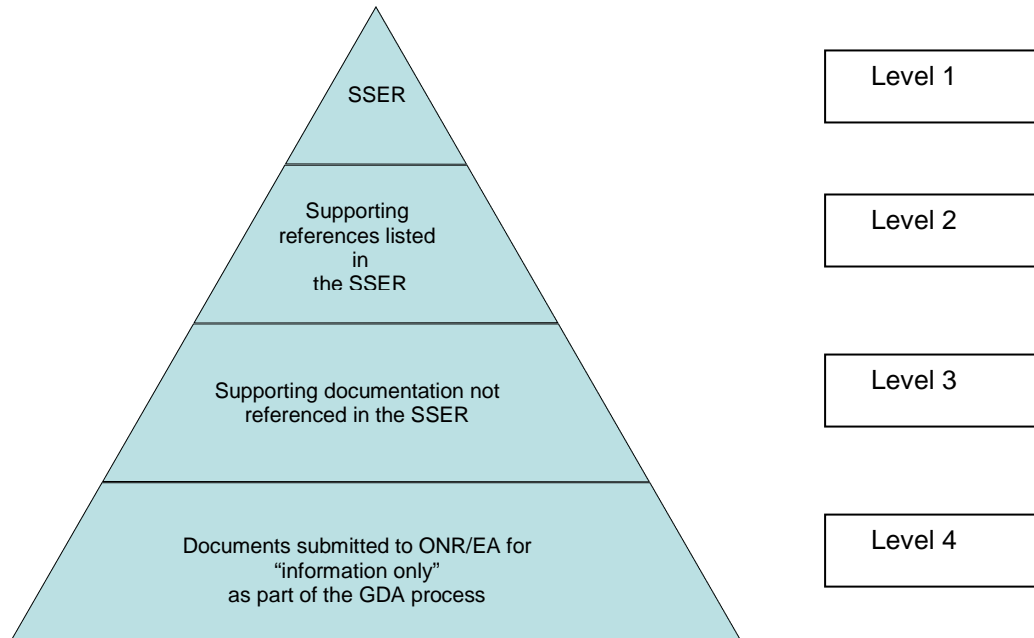 SSER
Level 1
Supporting
references listed
in
the SSER
Level 2
Supporting documentation not
referenced in the SSER
Level 3
Documents submitted to ONR/EA for
“information only”
as part of the GDA process
Level 4